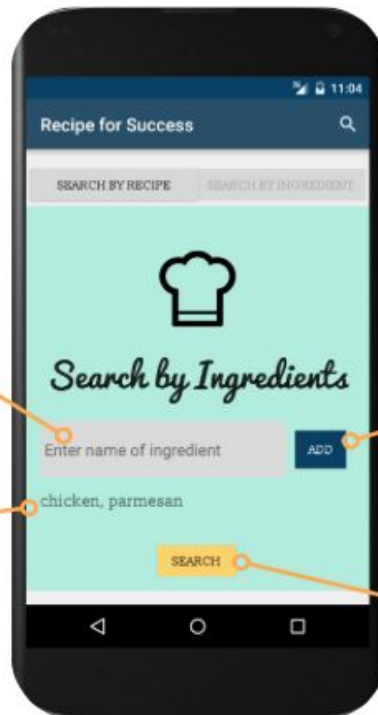 11:04
Recipe for Success
SEARCH BY RECIPE SEARCH BY INGREDIENT
Search by Ingredients
Enter name of ingredient ADD
chicken, parmesan
SEARCH